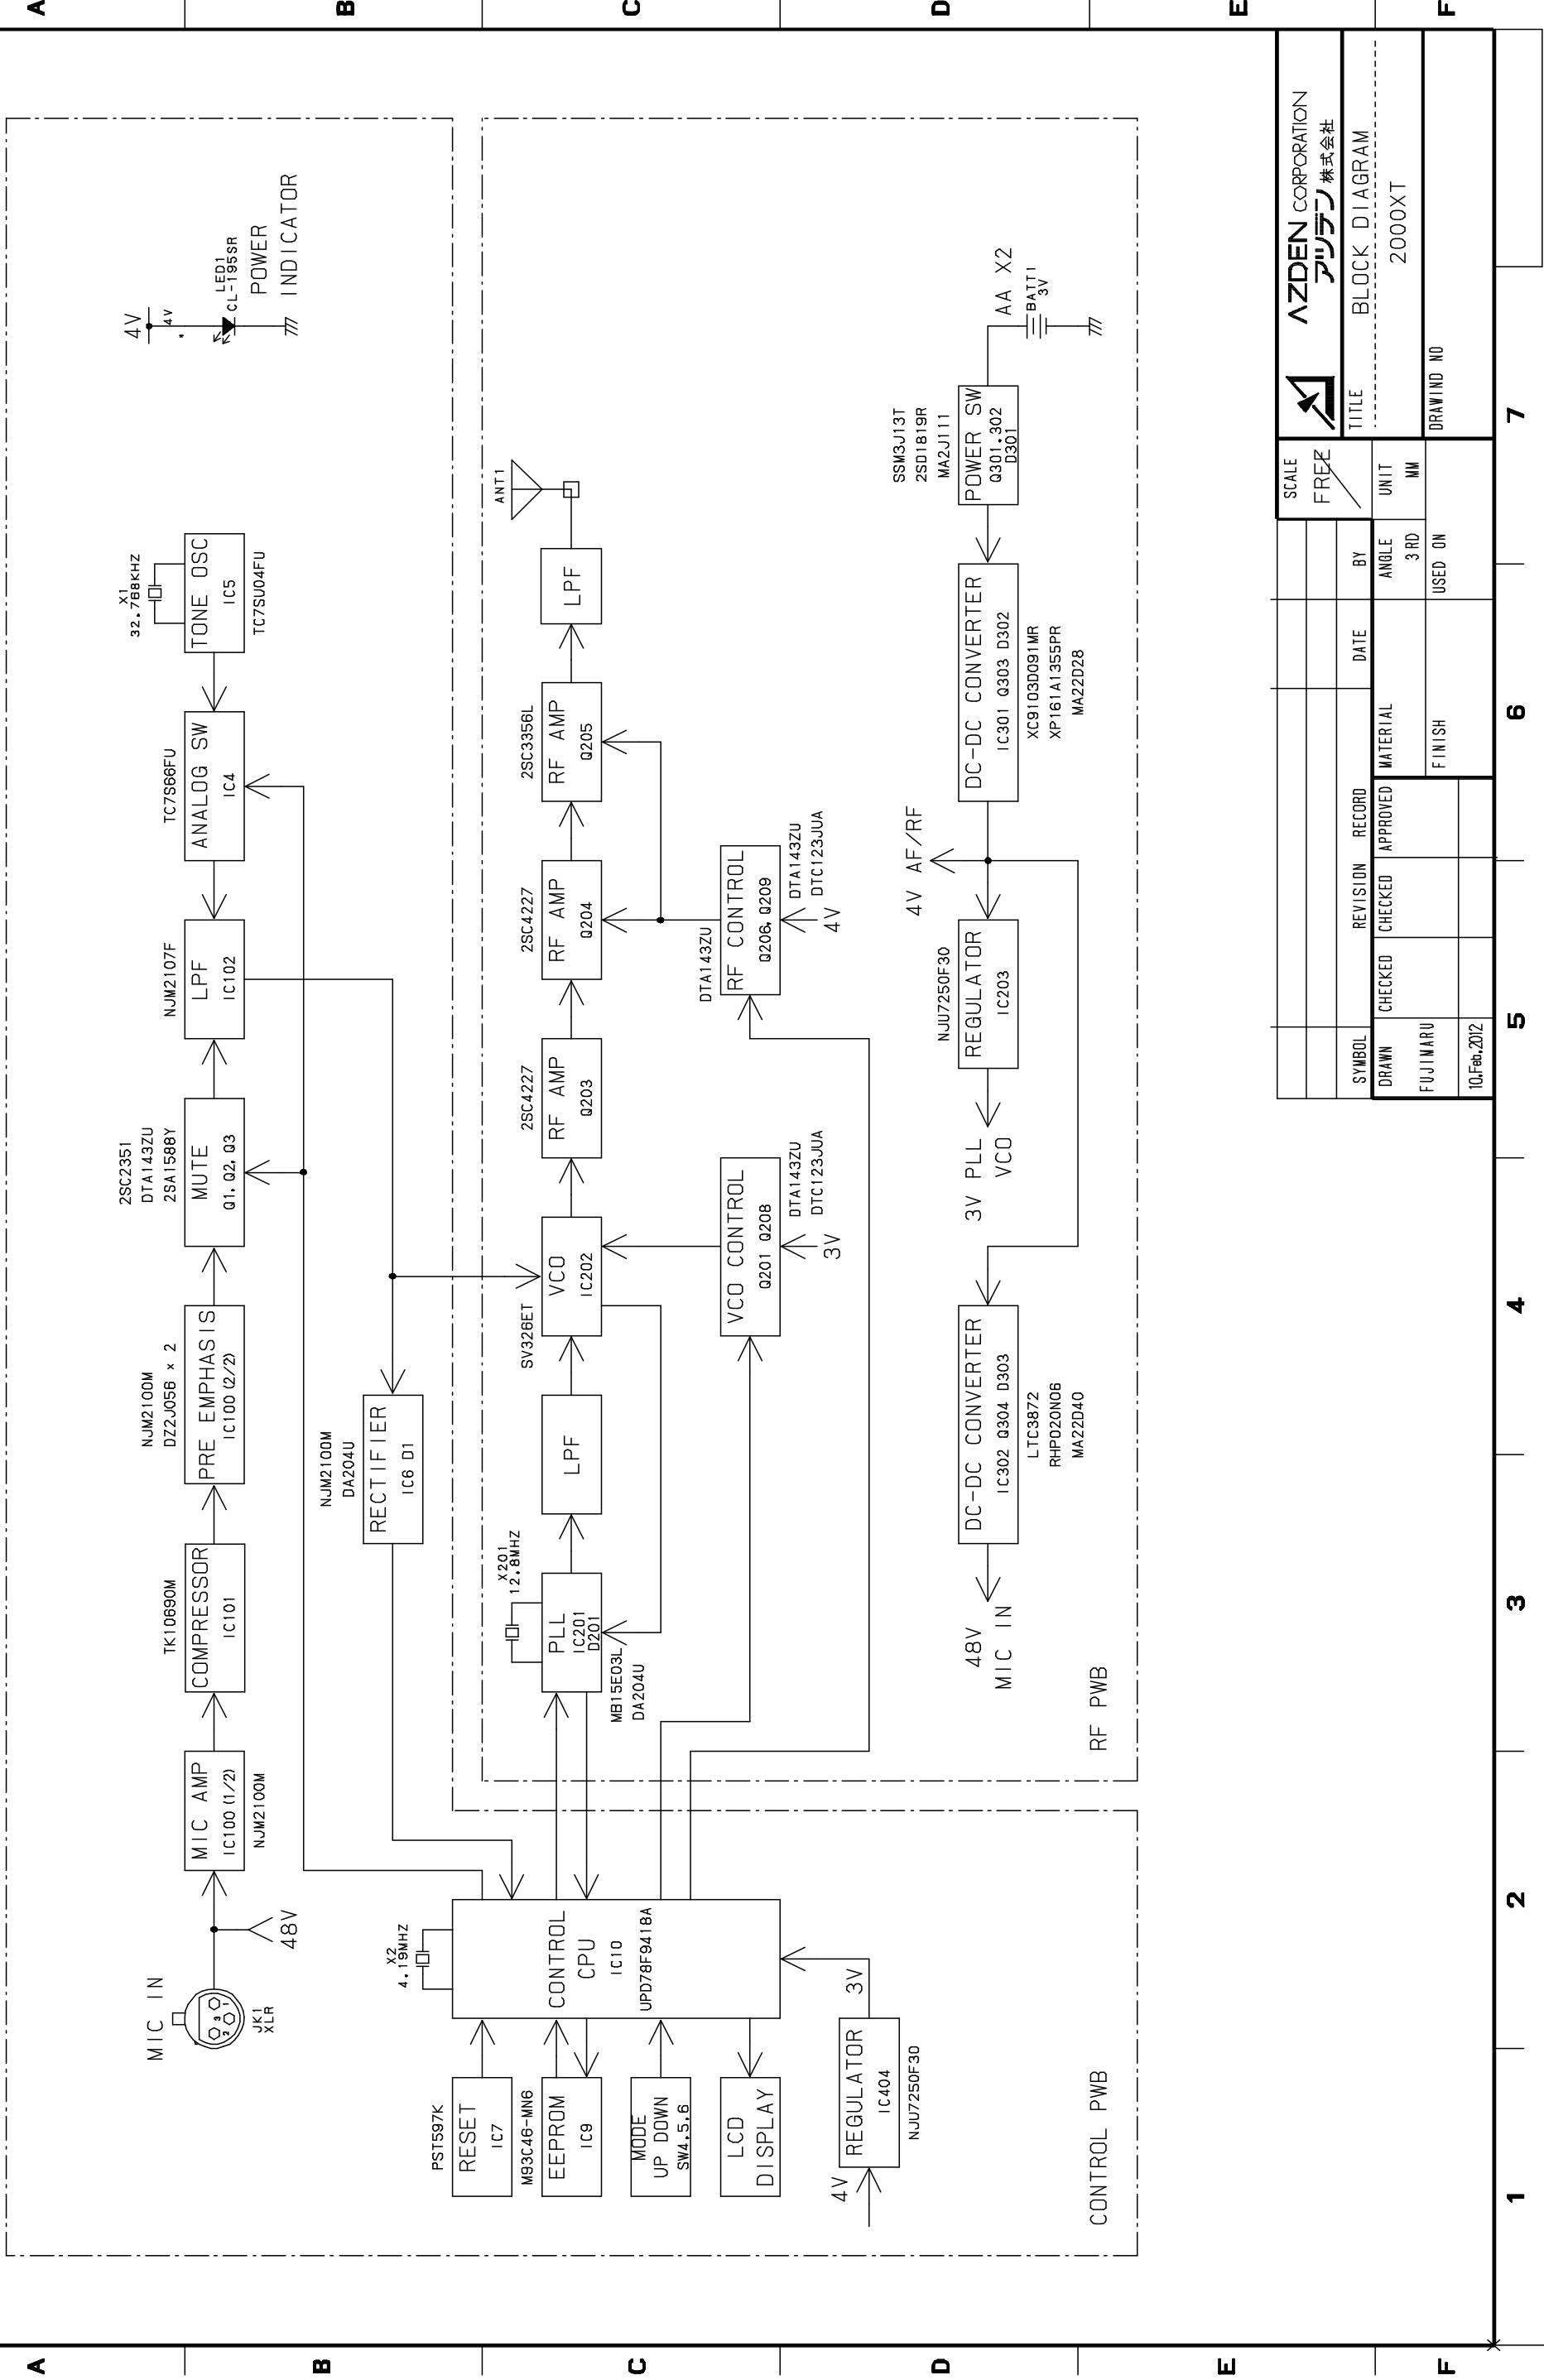 A
B
C
D
E
F
MIC IN
JK1
XLR
1
2
3
48V
MIC AMP
IC100(1/2)
NJM2100M
TK10690M
COMPRESSOR
IC101
NJM2100M
DZ2J056 × 2
PRE EMPHASIS
IC100(2/2)
2SC2351
DTA143ZU
2SA1588Y
MUTE
Q1,Q2,Q3
NJM2107F
LPF
IC102
TC7S66FU
ANALOG SW
IC4
X1
32.768KHZ
TONE OSC
IC5
TC7SU04FU
4V
4V
*
LED1
CL-195SR
POWER
INDICATOR
NJM2100M
DA204U
RECTIFIER
IC6 D1
X2
4.19MHZ
CONTROL
CPU
IC10
UPD78F9418A
PST597K
RESET
IC7
M93C46-MN6
EEPROM
IC9
MODE
UP DOWN
SW4.5.6
LCD
DISPLAY
4V
REGULATOR
IC404
NJU7250F30
3V
CONTROL PWB
X201
12.8MHZ
PLL
IC201
D201
MB15E03L
DA204U
LPF
SV326ET
VCO
IC202
2SC4227
RF AMP
Q203
2SC4227
RF AMP
Q204
2SC3356L
RF AMP
Q205
LPF
ANT1
VCO CONTROL
Q201 Q208
DTA143ZU
DTC123JUA
3V
DTA143ZU
RF CONTROL
Q206,Q209
DTA143ZU
DTC123JUA
4V
48V
MIC IN
DC-DC CONVERTER
IC302 Q304 D303
LTC3872
RHP020N06
MA22D40
3V PLL
VCO
NJU7250F30
REGULATOR
IC203
4V AF/RF
DC-DC CONVERTER
IC301 Q303 D302
XC9103D091MR
XP161A1355PR
MA22D28
SSM3J13T
2SD1819R
MA2J111
POWER SW
Q301.302
D301
AA X2
BATT1
3V
RF PWB
SYMBOL
REVISION RECORD
DATE
BY
DRAWN
CHECKED
CHECKED
APPROVED
FUJIMARU
10.Feb.2012
MATERIAL
FINISH
ANGLE
3RD
USED ON
SCALE
FREE
UNIT
MM
AZDEN CORPORATION
アツデン 株式会社
TITLE
BLOCK DIAGRAM
2000XT
DRAWIND NO
1
2
3
4
5
6
7
A
B
C
D
E
F